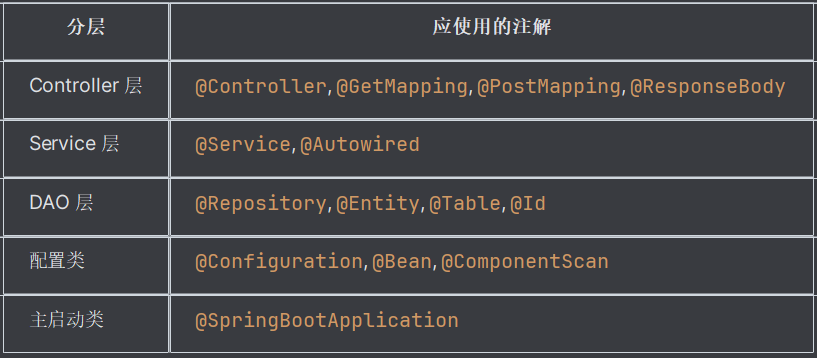 分层 应使用的注解
Controller 层 @Controller,@GetMapping,@PostMapping,@ResponseBody
Service 层 @Service,@Autowired
DAO 层 @Repository,@Entity,@Table,@Id
配置类 @Configuration,@Bean,@ComponentScan
主启动类 @SpringBootApplication